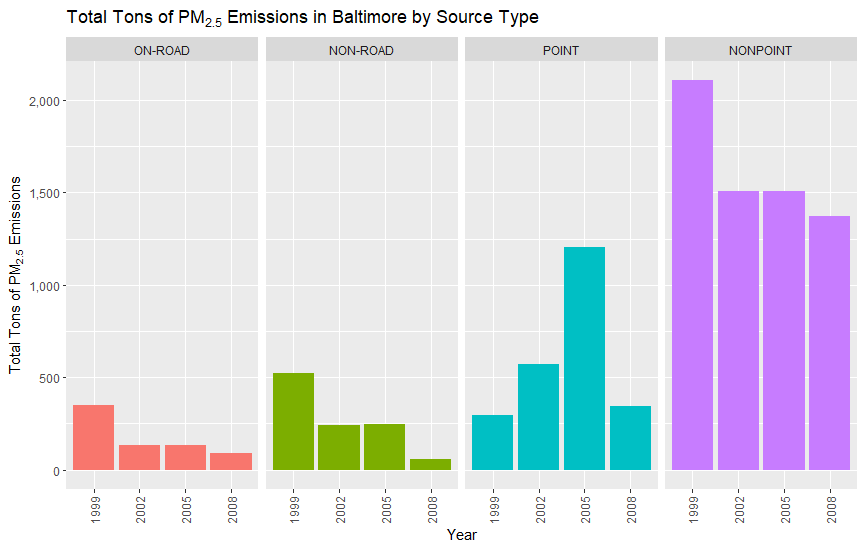 Total Tons of PM2.5 Emissions in Baltimore by Source Type
ON-ROAD NON-ROAD POINT NONPOINT
Total Tons of PM2.5 Emissions
2,000
1,500
1,000
500
0
1999 2002 2005 2008 1999 2002 2005 2008 1999 2002 2005 2008 1999 2002 2005 2008
Year